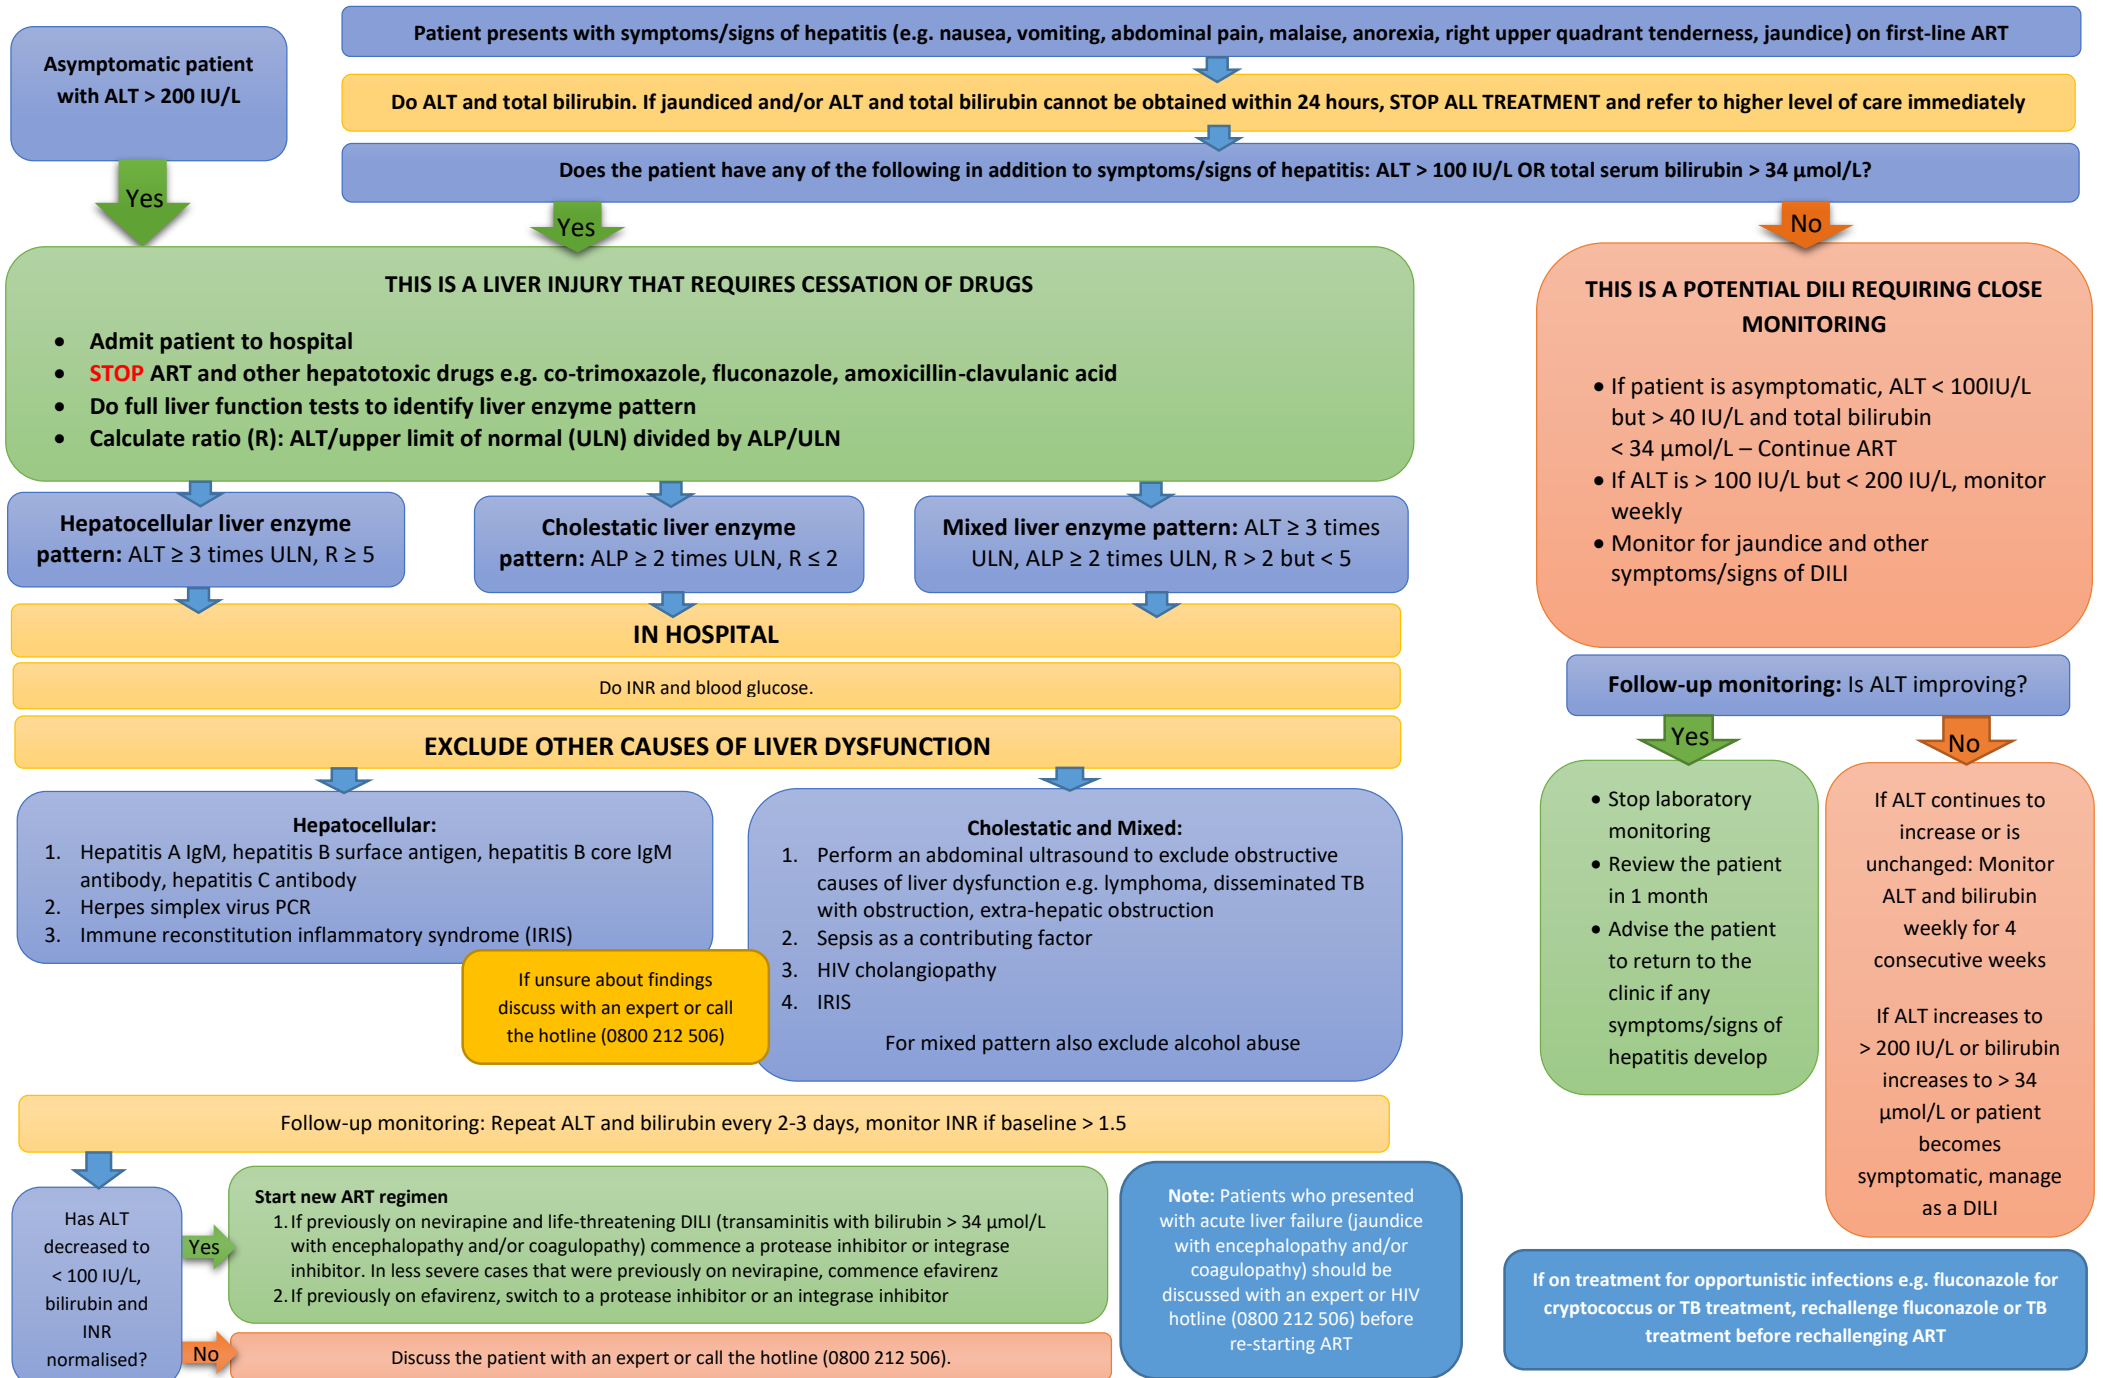 Asymptomatic patient
with ALT > 200 IU/L
Patient presents with symptoms/signs of hepatitis (e.g. nausea, vomiting, abdominal pain, malaise, anorexia, right upper quadrant tenderness, jaundice) on first-line ART
Do ALT and total bilirubin. If jaundiced and/or ALT and total bilirubin cannot be obtained within 24 hours, STOP ALL TREATMENT and refer to higher level of care immediately
Does the patient have any of the following in addition to symptoms/signs of hepatitis: ALT > 100 IU/L OR total serum bilirubin > 34 µmol/L?
Yes
Yes
No
THIS IS A LIVER INJURY THAT REQUIRES CESSATION OF DRUGS
• Admit patient to hospital
• STOP ART and other hepatotoxic drugs e.g. co-trimoxazole, fluconazole, amoxicillin-clavulanic acid
• Do full liver function tests to identify liver enzyme pattern
• Calculate ratio (R): ALT/upper limit of normal (ULN) divided by ALP/ULN
Hepatocellular liver enzyme
pattern: ALT ≥ 3 times ULN, R ≥ 5
Cholestatic liver enzyme
pattern: ALP ≥ 2 times ULN, R ≤ 2
Mixed liver enzyme pattern: ALT ≥ 3 times
ULN, ALP ≥ 2 times ULN, R > 2 but < 5
IN HOSPITAL
Do INR and blood glucose.
EXCLUDE OTHER CAUSES OF LIVER DYSFUNCTION
Hepatocellular:
1. Hepatitis A IgM, hepatitis B surface antigen, hepatitis B core IgM
antibody, hepatitis C antibody
2. Herpes simplex virus PCR
3. Immune reconstitution inflammatory syndrome (IRIS)
If unsure about findings
discuss with an expert or call
the hotline (0800 212 506)
Cholestatic and Mixed:
1. Perform an abdominal ultrasound to exclude obstructive
causes of liver dysfunction e.g. lymphoma, disseminated TB
with obstruction, extra-hepatic obstruction
2. Sepsis as a contributing factor
3. HIV cholangiopathy
4. IRIS
For mixed pattern also exclude alcohol abuse
Follow-up monitoring: Repeat ALT and bilirubin every 2-3 days, monitor INR if baseline > 1.5
Has ALT
decreased to
< 100 IU/L,
bilirubin and
INR
normalised?
Yes
Start new ART regimen
1. If previously on nevirapine and life-threatening DILI (transaminitis with bilirubin > 34 µmol/L
with encephalopathy and/or coagulopathy) commence a protease inhibitor or integrase
inhibitor. In less severe cases that were previously on nevirapine, commence efavirenz
2. If previously on efavirenz, switch to a protease inhibitor or an integrase inhibitor
No
Discuss the patient with an expert or call the hotline (0800 212 506).
Note: Patients who presented
with acute liver failure (jaundice
with encephalopathy and/or
coagulopathy) should be
discussed with an expert or HIV
hotline (0800 212 506) before
re-starting ART
THIS IS A POTENTIAL DILI REQUIRING CLOSE
MONITORING
• If patient is asymptomatic, ALT < 100IU/L
but > 40 IU/L and total bilirubin
< 34 µmol/L – Continue ART
• If ALT is > 100 IU/L but < 200 IU/L, monitor
weekly
• Monitor for jaundice and other
symptoms/signs of DILI
Follow-up monitoring: Is ALT improving?
Yes
No
• Stop laboratory
monitoring
• Review the patient
in 1 month
• Advise the patient
to return to the
clinic if any
symptoms/signs of
hepatitis develop
If ALT continues to
increase or is
unchanged: Monitor
ALT and bilirubin
weekly for 4
consecutive weeks
If ALT increases to
> 200 IU/L or bilirubin
increases to > 34
µmol/L or patient
becomes
symptomatic, manage
as a DILI
If on treatment for opportunistic infections e.g. fluconazole for
cryptococcus or TB treatment, rechallenge fluconazole or TB
treatment before rechallenging ART